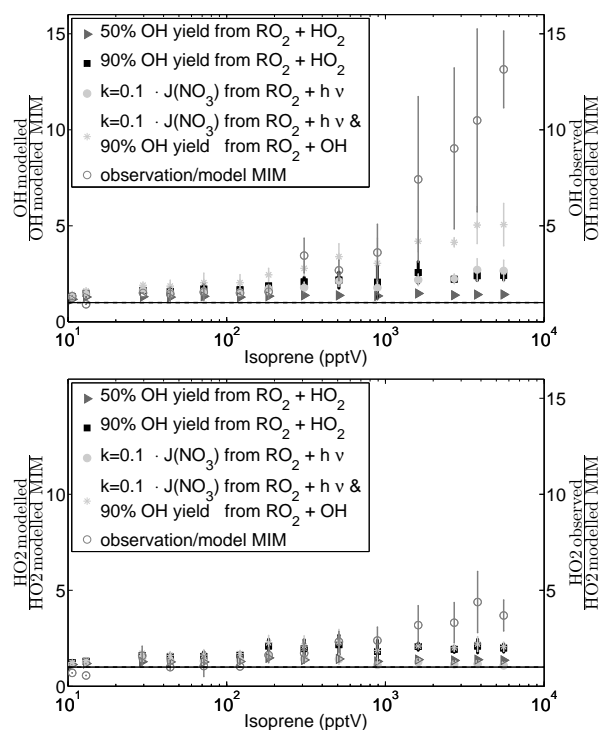 15
10
5
0
OH modelled
OH modelled MIM
50% OH yield from RO2 + HO2
90% OH yield from RO2 + HO2
k=0.1 · J(NO3) from RO2 + h ν
k=0.1 · J(NO3) from RO2 + h ν &
90% OH yield from RO2 + OH
observation/model MIM
15
10
5
0
OH observed
OH modelled MIM
10^1
10^2
10^3
10^4
Isoprene (pptV)
10
5
0
HO2 modelled
HO2 modelled MIM
50% OH yield from RO2 + HO2
90% OH yield from RO2 + HO2
k=0.1 · J(NO3) from RO2 + h ν
k=0.1 · J(NO3) from RO2 + h ν &
90% OH yield from RO2 + OH
observation/model MIM
15
10
5
0
HO2 observed
HO2 modelled MIM
10^1
10^2
10^3
10^4
Isoprene (pptV)